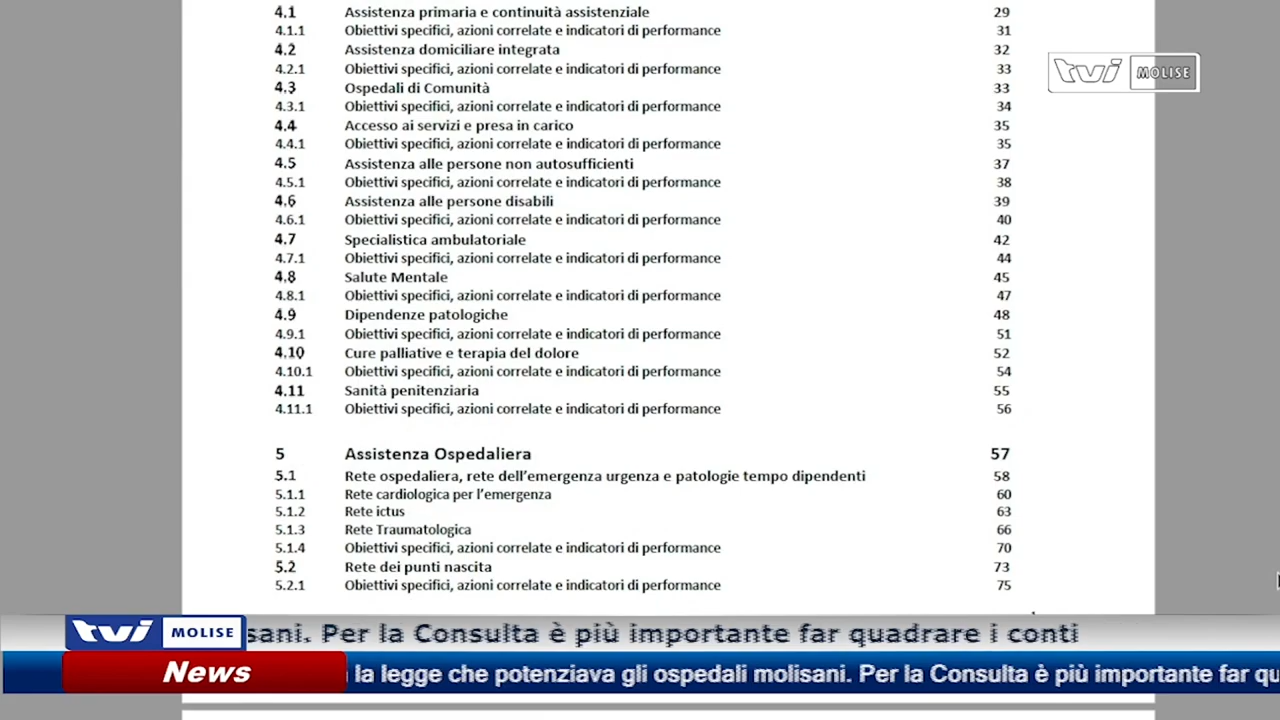 4.1 Assistenza primaria e continuità assistenziale 29
4.1.1 Obiettivi specifici, azioni correlate e indicatori di performance 31
4.2 Assistenza domiciliare integrata 32
4.2.1 Obiettivi specifici, azioni correlate e indicatori di performance 33
4.3 Ospedali di Comunità 33
4.3.1 Obiettivi specifici, azioni correlate e indicatori di performance 34
4.4 Accesso ai servizi e presa in carico 35
4.4.1 Obiettivi specifici, azioni correlate e indicatori di performance 35
4.5 Assistenza alle persone non autosufficienti 37
4.5.1 Obiettivi specifici, azioni correlate e indicatori di performance 38
4.6 Assistenza alle persone disabili 39
4.6.1 Obiettivi specifici, azioni correlate e indicatori di performance 40
4.7 Specialistica ambulatoriale 42
4.7.1 Obiettivi specifici, azioni correlate e indicatori di performance 44
4.8 Salute Mentale 45
4.8.1 Obiettivi specifici, azioni correlate e indicatori di performance 47
4.9 Dipendenze patologiche 48
4.9.1 Obiettivi specifici, azioni correlate e indicatori di performance 51
4.10 Cure palliative e terapia del dolore 52
4.10.1 Obiettivi specifici, azioni correlate e indicatori di performance 54
4.11 Sanità penitenziaria 55
4.11.1 Obiettivi specifici, azioni correlate e indicatori di performance 56
5 Assistenza Ospedaliera 57
5.1 Rete ospedaliera, rete dell'emergenza urgenza e patologie tempo dipendenti 58
5.1.1 Rete cardiologica per l'emergenza 60
5.1.2 Rete ictus 63
5.1.3 Rete Traumatologica 66
5.1.4 Obiettivi specifici, azioni correlate e indicatori di performance 70
5.2 Rete dei punti nascita 73
5.2.1 Obiettivi specifici, azioni correlate e indicatori di performance 75
tvi MOLISE
tvi MOLISE sani. Per la Consulta è più importante far quadrare i conti
News la legge che potenziava gli ospedali molisani. Per la Consulta è più importante far qu